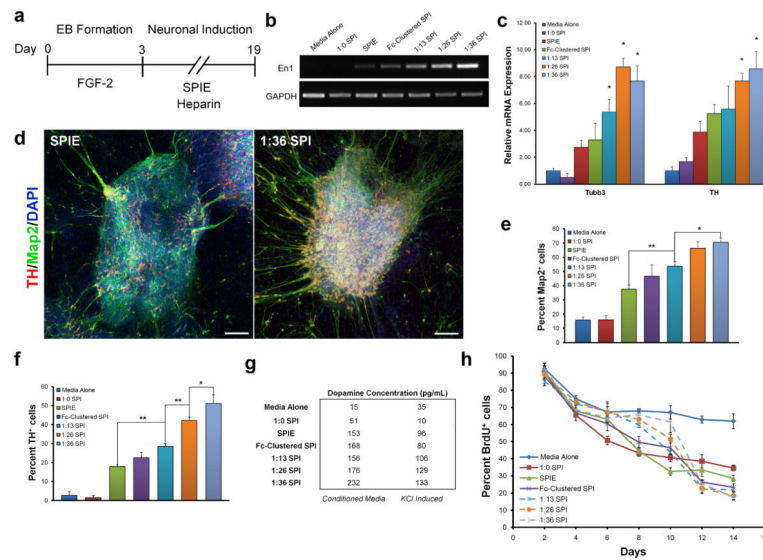 a
EB Formation Neuronal Induction
Day 0 3 19
FGF-2 SPIE
Heparin
b
Media Alone 1:0 SPI SPIE Fc-Clustered SPI 1:13 SPI 1:26 SPI 1:36 SPI
En1
GAPDH
c
Relative mRNA Expression
12.00
10.00
8.00
6.00
4.00
2.00
0.00
Media Alone
1:0 SPI
SPIE
Fc-Clustered SPI
1:13 SPI
1:26 SPI
1:36 SPI
* * * * *
Tubb3 TH
d
TH/Map2/DAPI
SPIE 1:36 SPI
e
Percent Map2+ cells
80
70
60
50
40
30
20
10
0
Media Alone
1:0 SPI
SPIE
Fc-Clustered SPI
1:13 SPI
1:26 SPI
1:36 SPI
** *
f
Percent TH+ cells
60
50
40
30
20
10
0
Media Alone
1:0 SPI
SPIE
Fc-Clustered SPI
1:13 SPI
1:26 SPI
1:36 SPI
** ** *
g
Dopamine Concentration (pg/mL)
Media Alone 15 35
1:0 SPI 51 10
SPIE 153 96
Fc-Clustered SPI 168 80
1:13 SPI 156 106
1:26 SPI 176 129
1:36 SPI 232 133
Conditioned Media KCl Induced
h
Percent BrdU+ cells
100
90
80
70
60
50
40
30
20
10
0
Media Alone
1:0 SPI
SPIE
Fc-Clustered SPI
1:13 SPI
1:26 SPI
1:36 SPI
0 2 4 6 8 10 12 14
Days